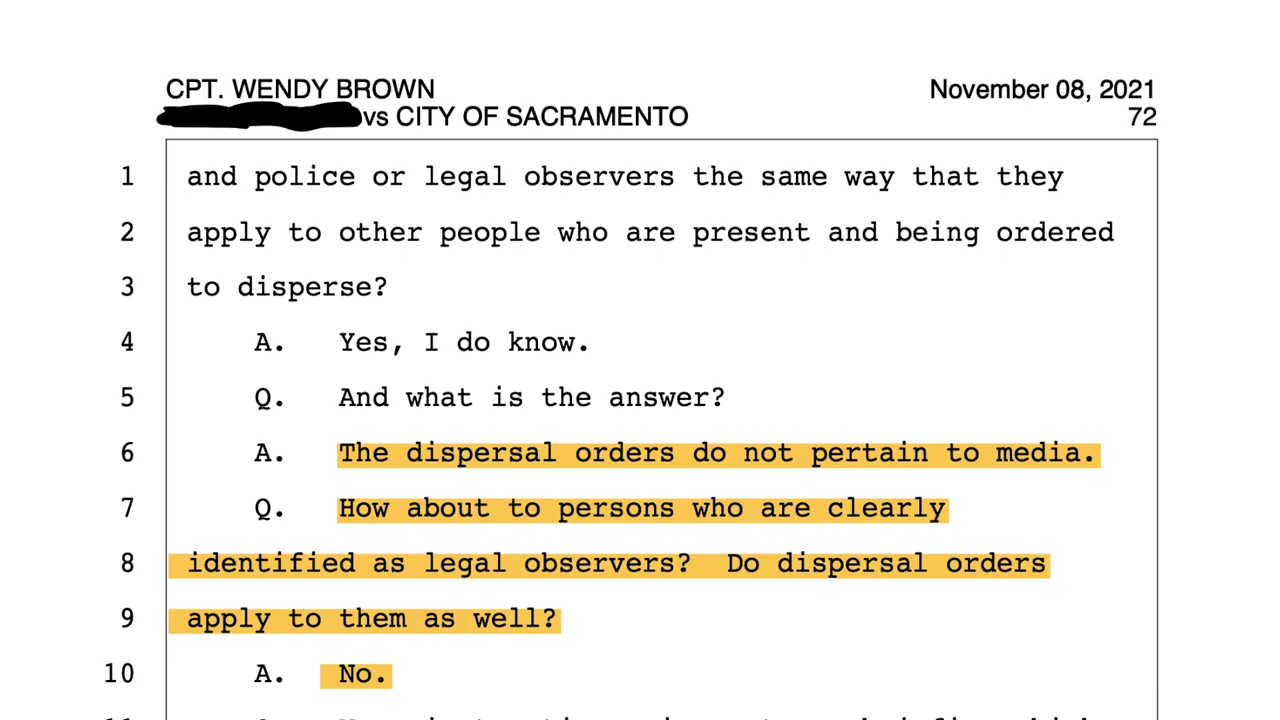 CPT. WENDY BROWN November 08, 2021
vs CITY OF SACRAMENTO 72
1 and police or legal observers the same way that they
2 apply to other people who are present and being ordered
3 to disperse?
4 A. Yes, I do know.
5 Q. And what is the answer?
6 A. The dispersal orders do not pertain to media.
7 Q. How about to persons who are clearly
8 identified as legal observers? Do dispersal orders
9 apply to them as well?
10 A. No.